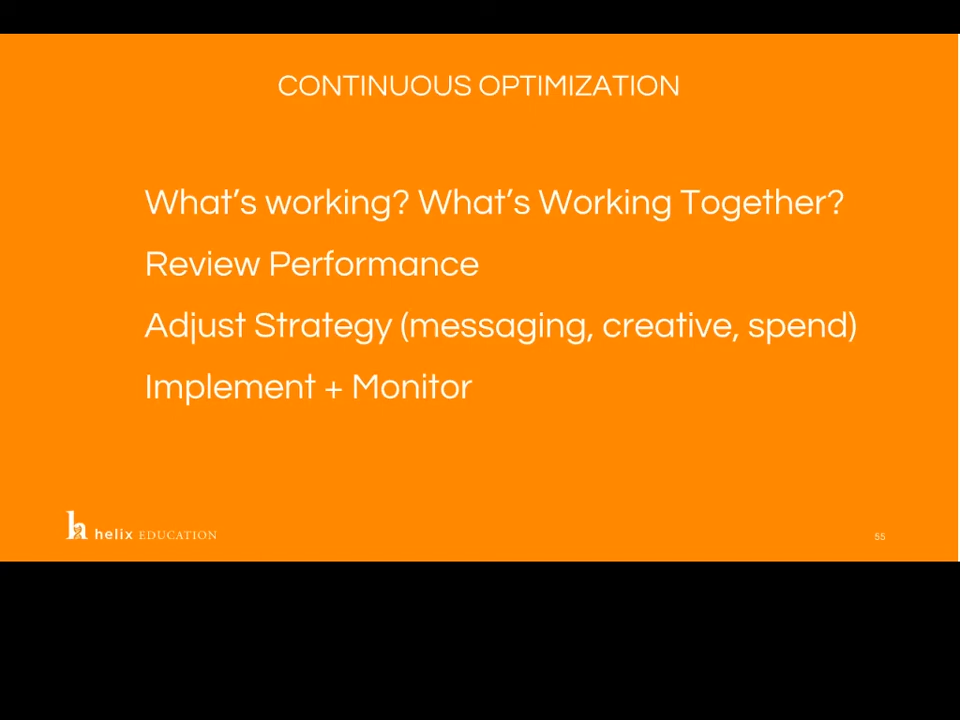 CONTINUOUS OPTIMIZATION
What’s working? What’s Working Together?
Review Performance
Adjust Strategy (messaging, creative, spend)
Implement + Monitor
h helix EDUCATION
55